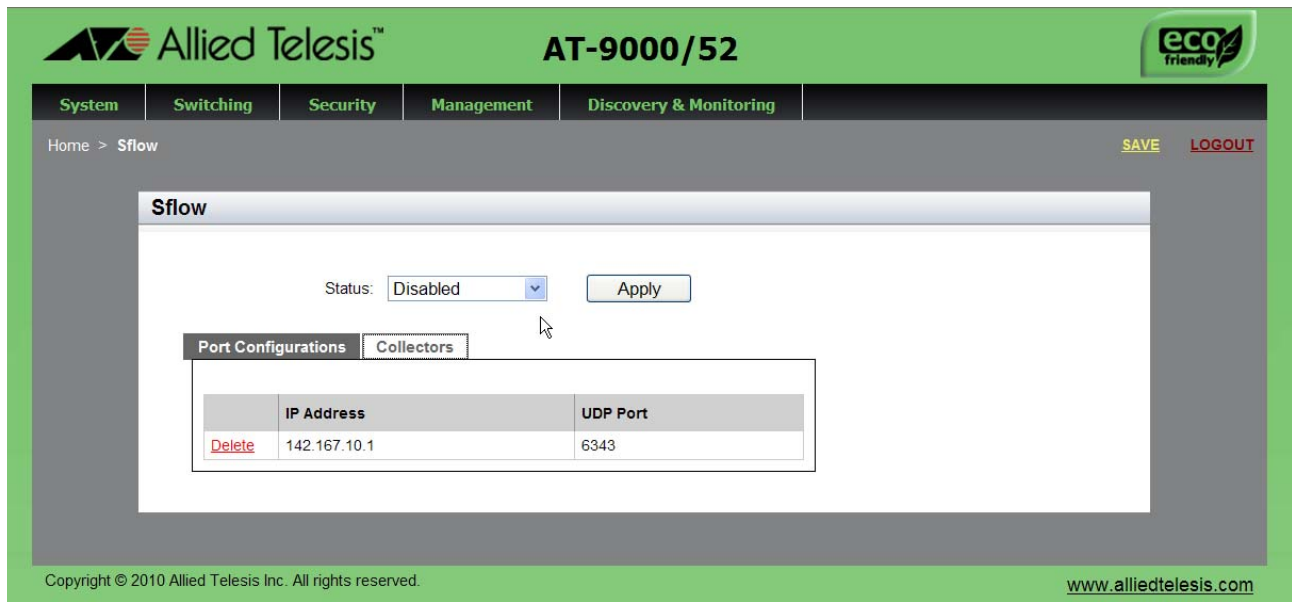 Allied Telesis™
AT-9000/52
eco
friendly
System Switching Security Management Discovery & Monitoring
Home > Sflow
SAVE LOGOUT
Sflow
Status: Disabled Apply
Port Configurations Collectors
IP Address UDP Port
Delete 142.167.10.1 6343
Copyright © 2010 Allied Telesis Inc. All rights reserved.
www.alliedtelesis.com